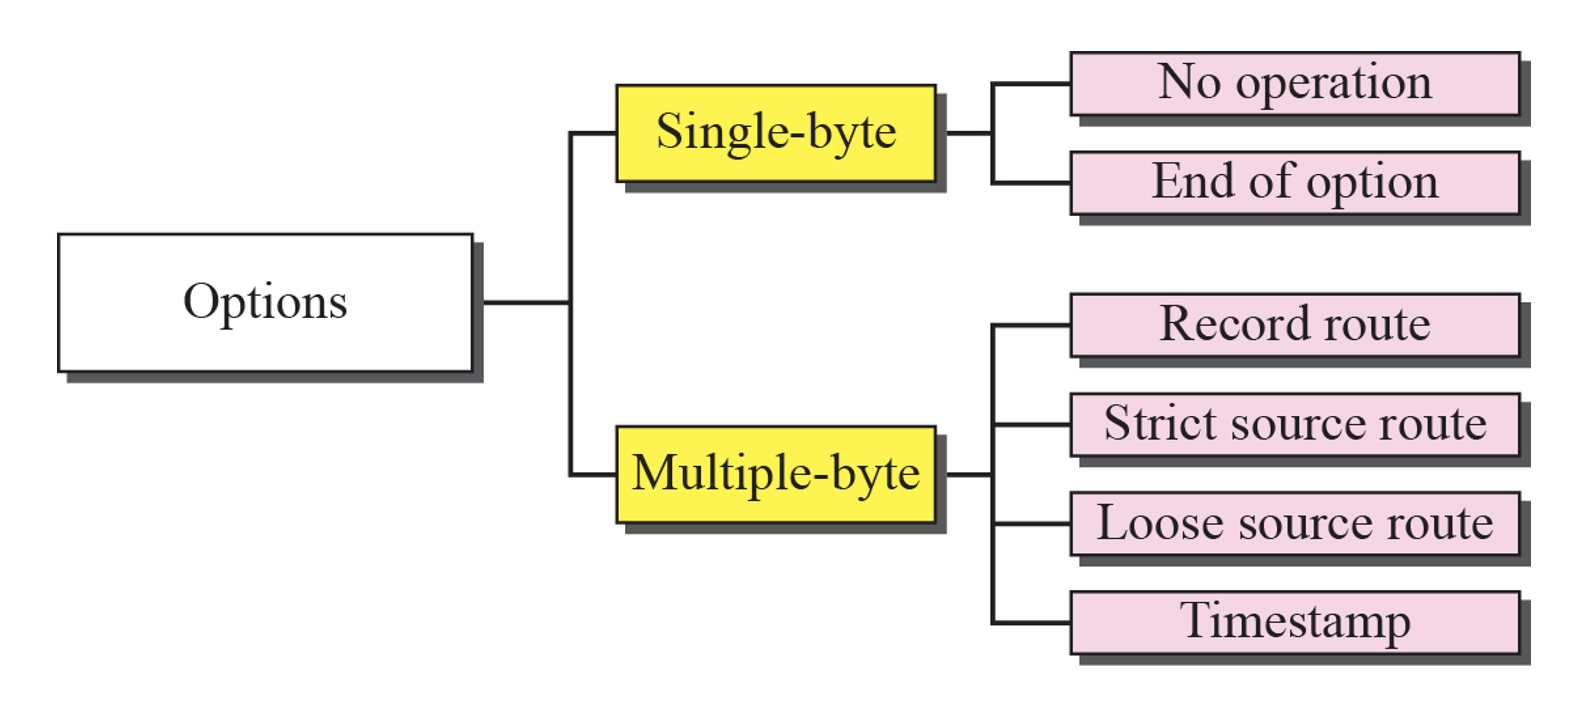 Options
Single-byte
No operation
End of option
Multiple-byte
Record route
Strict source route
Loose source route
Timestamp